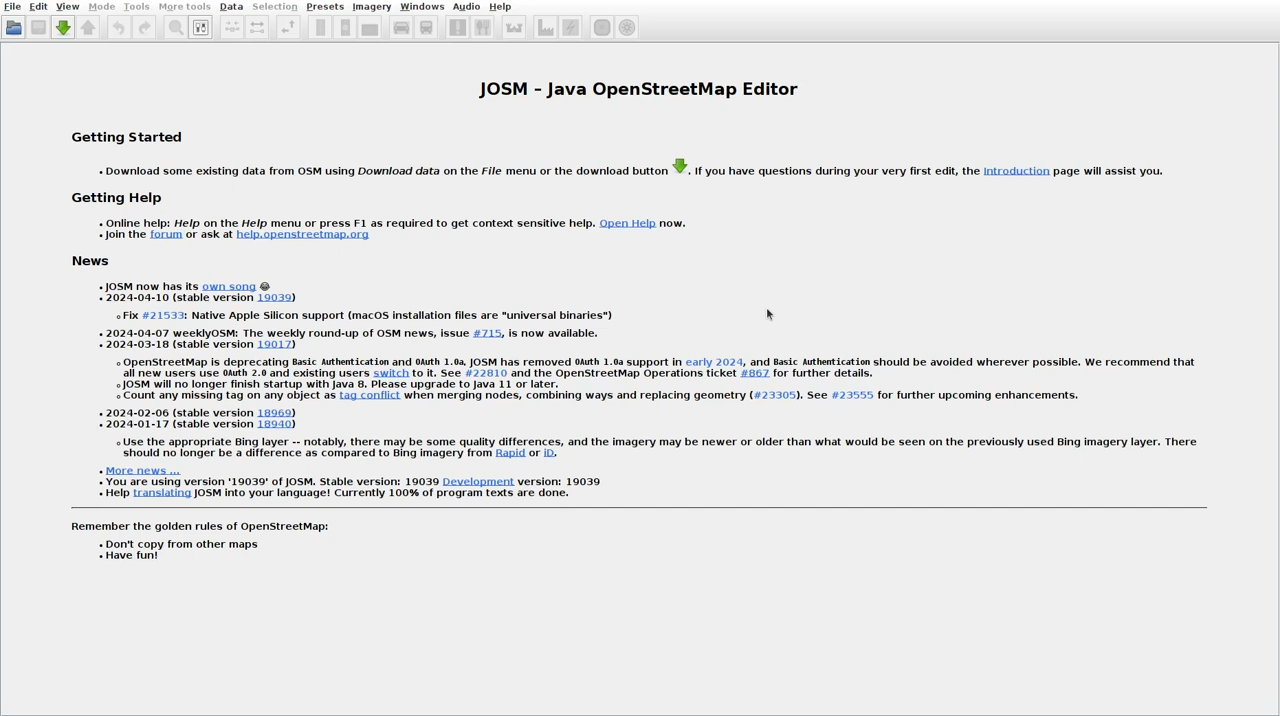 File Edit View Mode Tools More tools Data Selection Presets Imagery Windows Audio Help
JOSM – Java OpenStreetMap Editor
Getting Started
Download some existing data from OSM using Download data on the File menu or the download button . If you have questions during your very first edit, the Introduction page will assist you.
Getting Help
Online help: Help on the Help menu or press F1 as required to get context sensitive help. Open Help now.
Join the forum or ask at help.openstreetmap.org
News
JOSM now has its own song 😂
2024-04-10 (stable version 19039)
Fix #21533: Native Apple Silicon support (macOS installation files are "universal binaries")
2024-04-07 weeklyOSM: The weekly round-up of OSM news, issue #715, is now available.
2024-03-18 (stable version 19017)
OpenStreetMap is deprecating Basic Authentication and OAuth 1.0a. JOSM has removed OAuth 1.0a support in early 2024, and Basic Authentication should be avoided wherever possible. We recommend that
all new users use OAuth 2.0 and existing users switch to it. See #22810 and the OpenStreetMap Operations ticket #867 for further details.
JOSM will no longer finish startup with Java 8. Please upgrade to Java 11 or later.
Count any missing tag on any object as tag conflict when merging nodes, combining ways and replacing geometry (#23305). See #23555 for further upcoming enhancements.
2024-02-06 (stable version 18969)
2024-01-17 (stable version 18940)
Use the appropriate Bing layer -- notably, there may be some quality differences, and the imagery may be newer or older than what would be seen on the previously used Bing imagery layer. There
should no longer be a difference as compared to Bing imagery from Rapid or iD.
More news ...
You are using version '19039' of JOSM. Stable version: 19039 Development version: 19039
Help translating JOSM into your language! Currently 100% of program texts are done.
Remember the golden rules of OpenStreetMap:
Don't copy from other maps
Have fun!